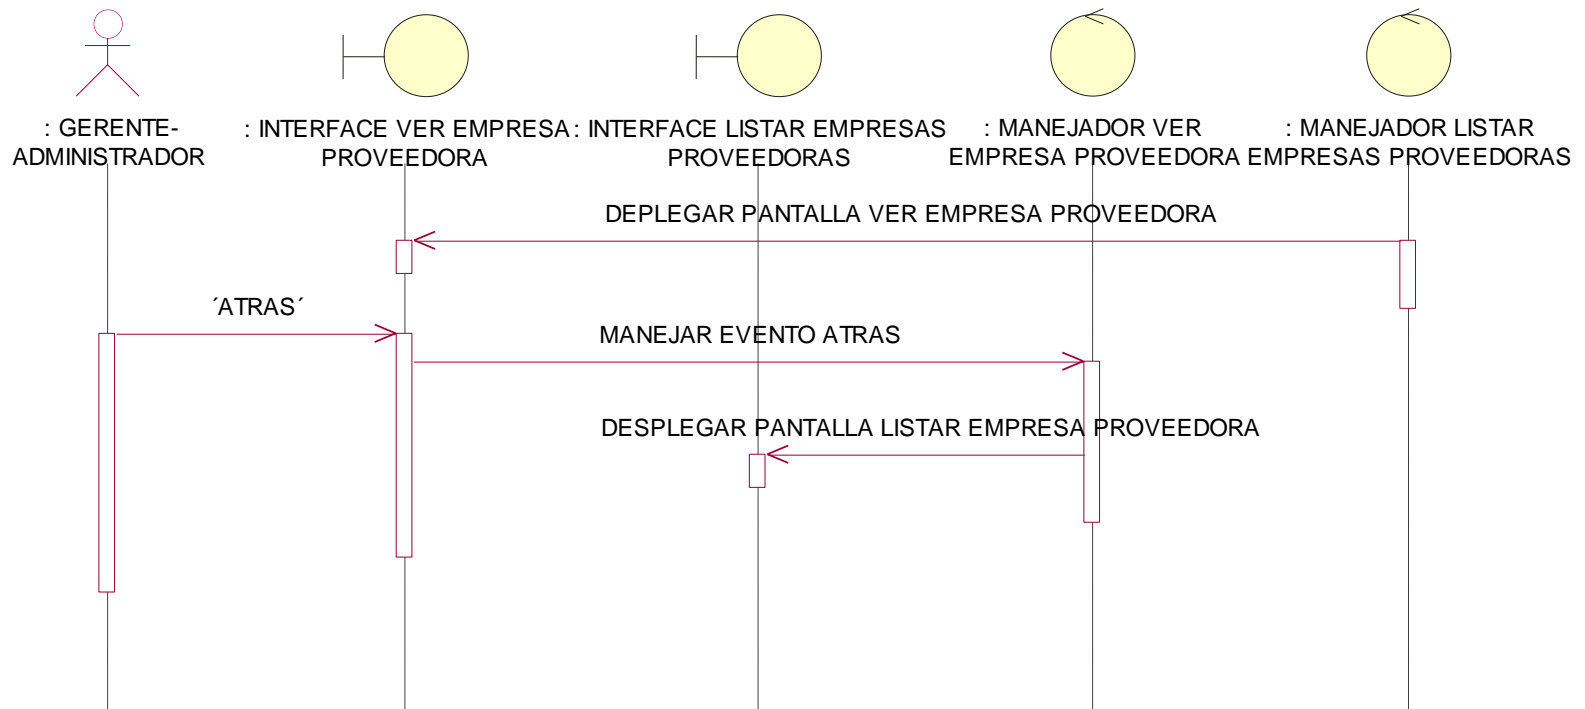 : GERENTE-
ADMINISTRADOR
: INTERFACE VER EMPRESA
PROVEEDORA
: INTERFACE LISTAR EMPRESAS
PROVEEDORAS
: MANEJADOR VER
EMPRESA PROVEEDORA
: MANEJADOR LISTAR
EMPRESAS PROVEEDORAS
DEPLEGAR PANTALLA VER EMPRESA PROVEEDORA
´ATRAS´
MANEJAR EVENTO ATRAS
DESPLEGAR PANTALLA LISTAR EMPRESA PROVEEDORA